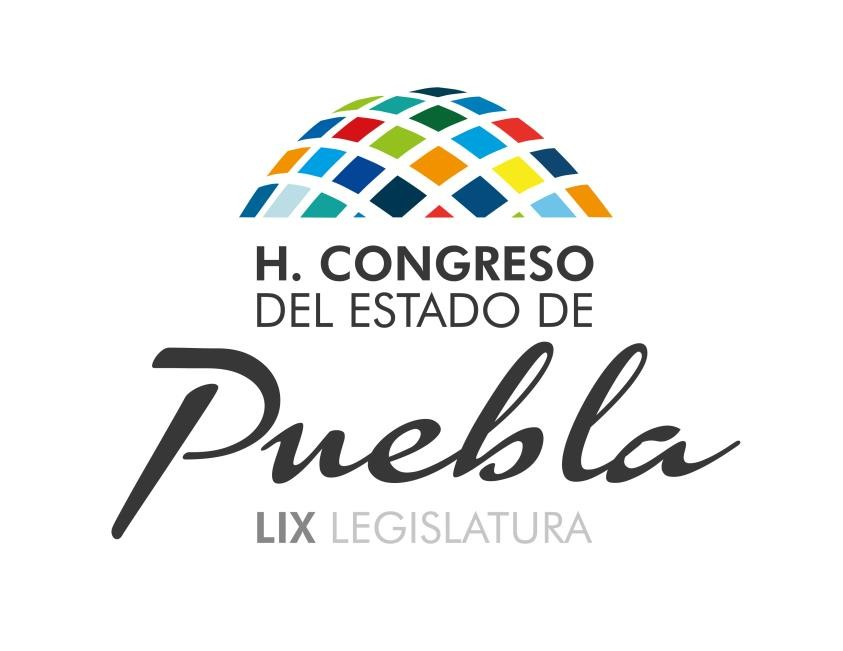 H. CONGRESO
DEL ESTADO DE
Puebla
LIX LEGISLATURA